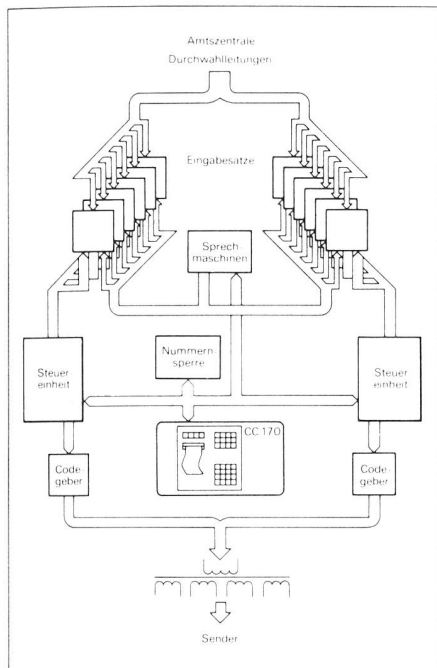 Amtszentrale
Durchwahlleitungen
Eingabesätze
Sprech-
maschinen
Nummern-
sperre
Steuer
einheit
Steuer
einheit
CC 170
Code-
geber
Code-
geber
Sender